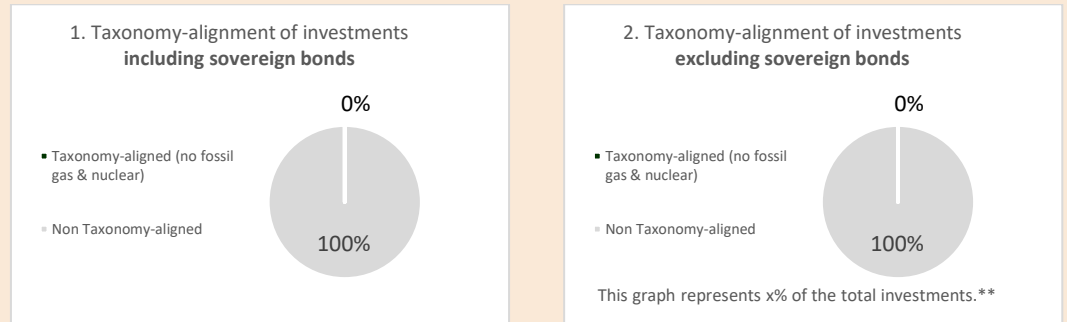 1. Taxonomy-alignment of investments
including sovereign bonds
0%
Taxonomy-aligned (no fossil
gas & nuclear)
Non Taxonomy-aligned
100%
2. Taxonomy-alignment of investments
excluding sovereign bonds
0%
Taxonomy-aligned (no fossil
gas & nuclear)
Non Taxonomy-aligned
100%
This graph represents x% of the total investments.**